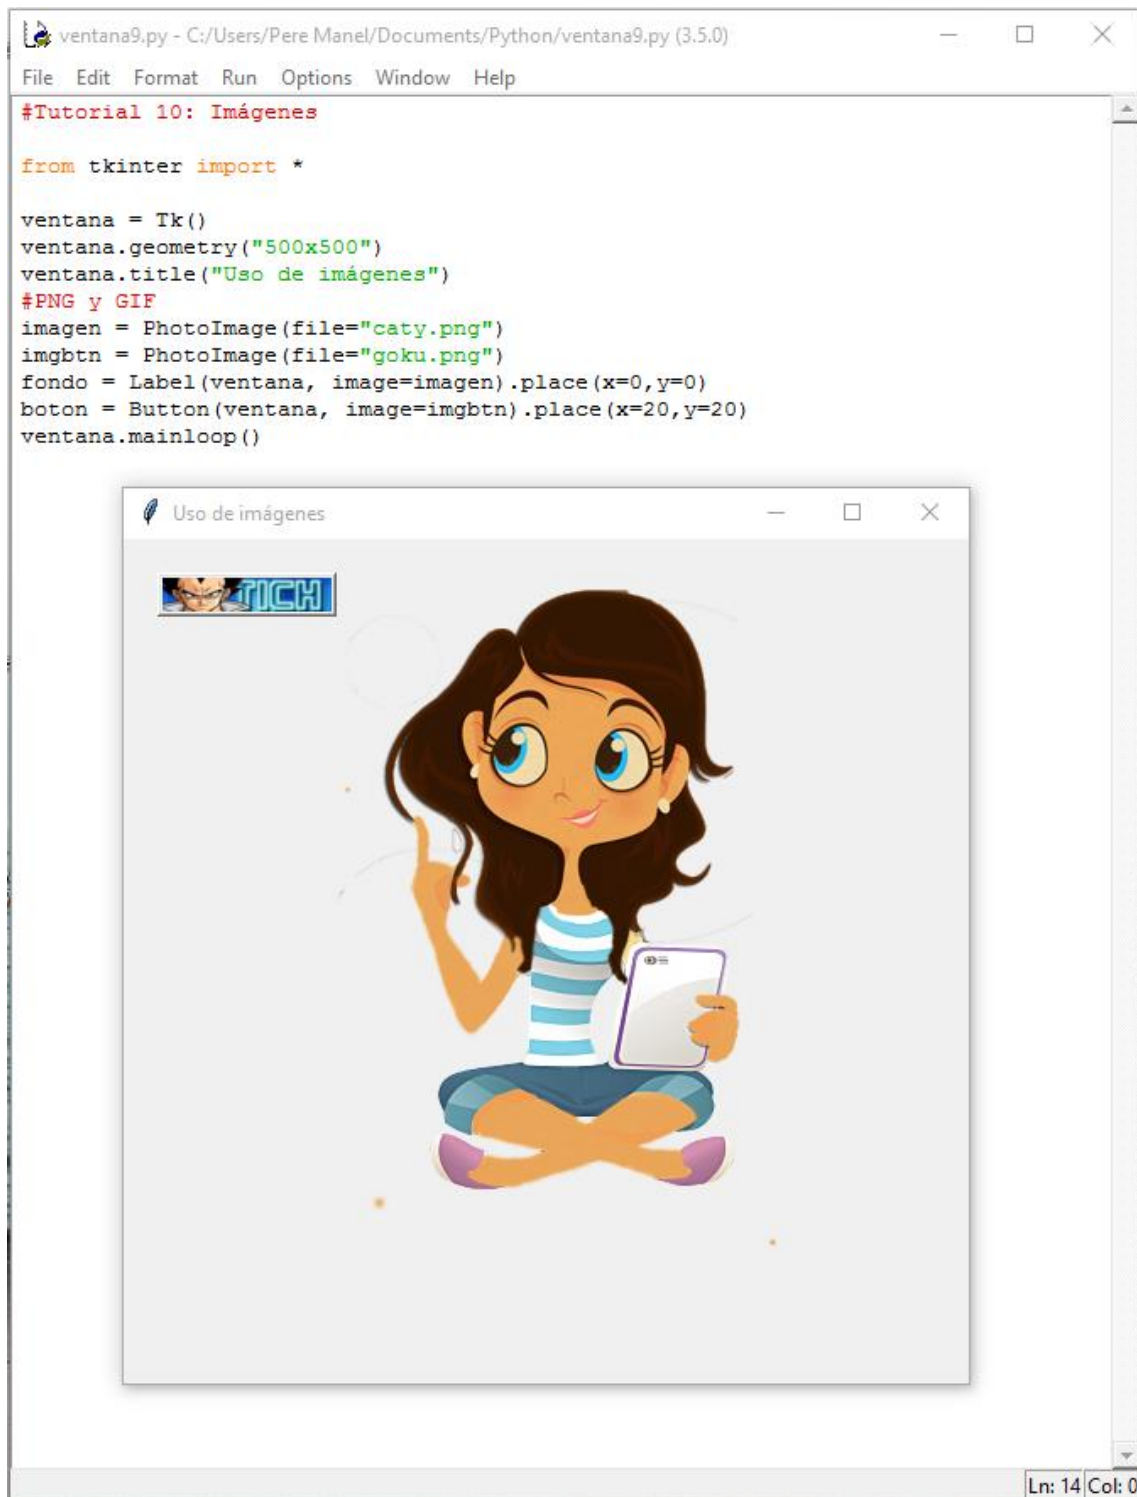 ventana9.py - C:/Users/Pere Manel/Documents/Python/ventana9.py (3.5.0)
File Edit Format Run Options Window Help
#Tutorial 10: Imágenes
from tkinter import *
ventana = Tk()
ventana.geometry("500x500")
ventana.title("Uso de imágenes")
#PNG y GIF
imagen = PhotoImage(file="caty.png")
imgbtn = PhotoImage(file="goku.png")
fondo = Label(ventana, image=imagen).place(x=0,y=0)
boton = Button(ventana, image=imgbtn).place(x=20,y=20)
ventana.mainloop()
Uso de imágenes
TICH
Ln: 14 Col: 0